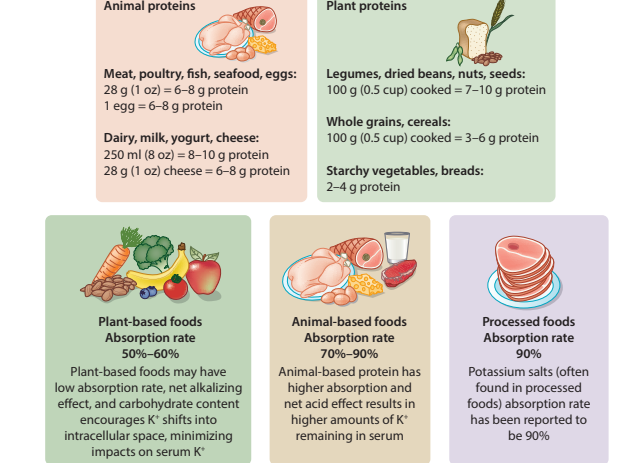 Animal proteins
Meat, poultry, fish, seafood, eggs:
28 g (1 oz) = 6–8 g protein
1 egg = 6–8 g protein
Dairy, milk, yogurt, cheese:
250 ml (8 oz) = 8–10 g protein
28 g (1 oz) cheese = 6–8 g protein
Plant proteins
Legumes, dried beans, nuts, seeds:
100 g (0.5 cup) cooked = 7–10 g protein
Whole grains, cereals:
100 g (0.5 cup) cooked = 3–6 g protein
Starchy vegetables, breads:
2–4 g protein
Plant-based foods
Absorption rate
50%–60%
Plant-based foods may have
low absorption rate, net alkalizing
effect, and carbohydrate content
encourages K⁺ shifts into
intracellular space, minimizing
impacts on serum K⁺
Animal-based foods
Absorption rate
70%–90%
Animal-based protein has
higher absorption and
net acid effect results in
higher amounts of K⁺
remaining in serum
Processed foods
Absorption rate
90%
Potassium salts (often
found in processed
foods) absorption rate
has been reported to
be 90%